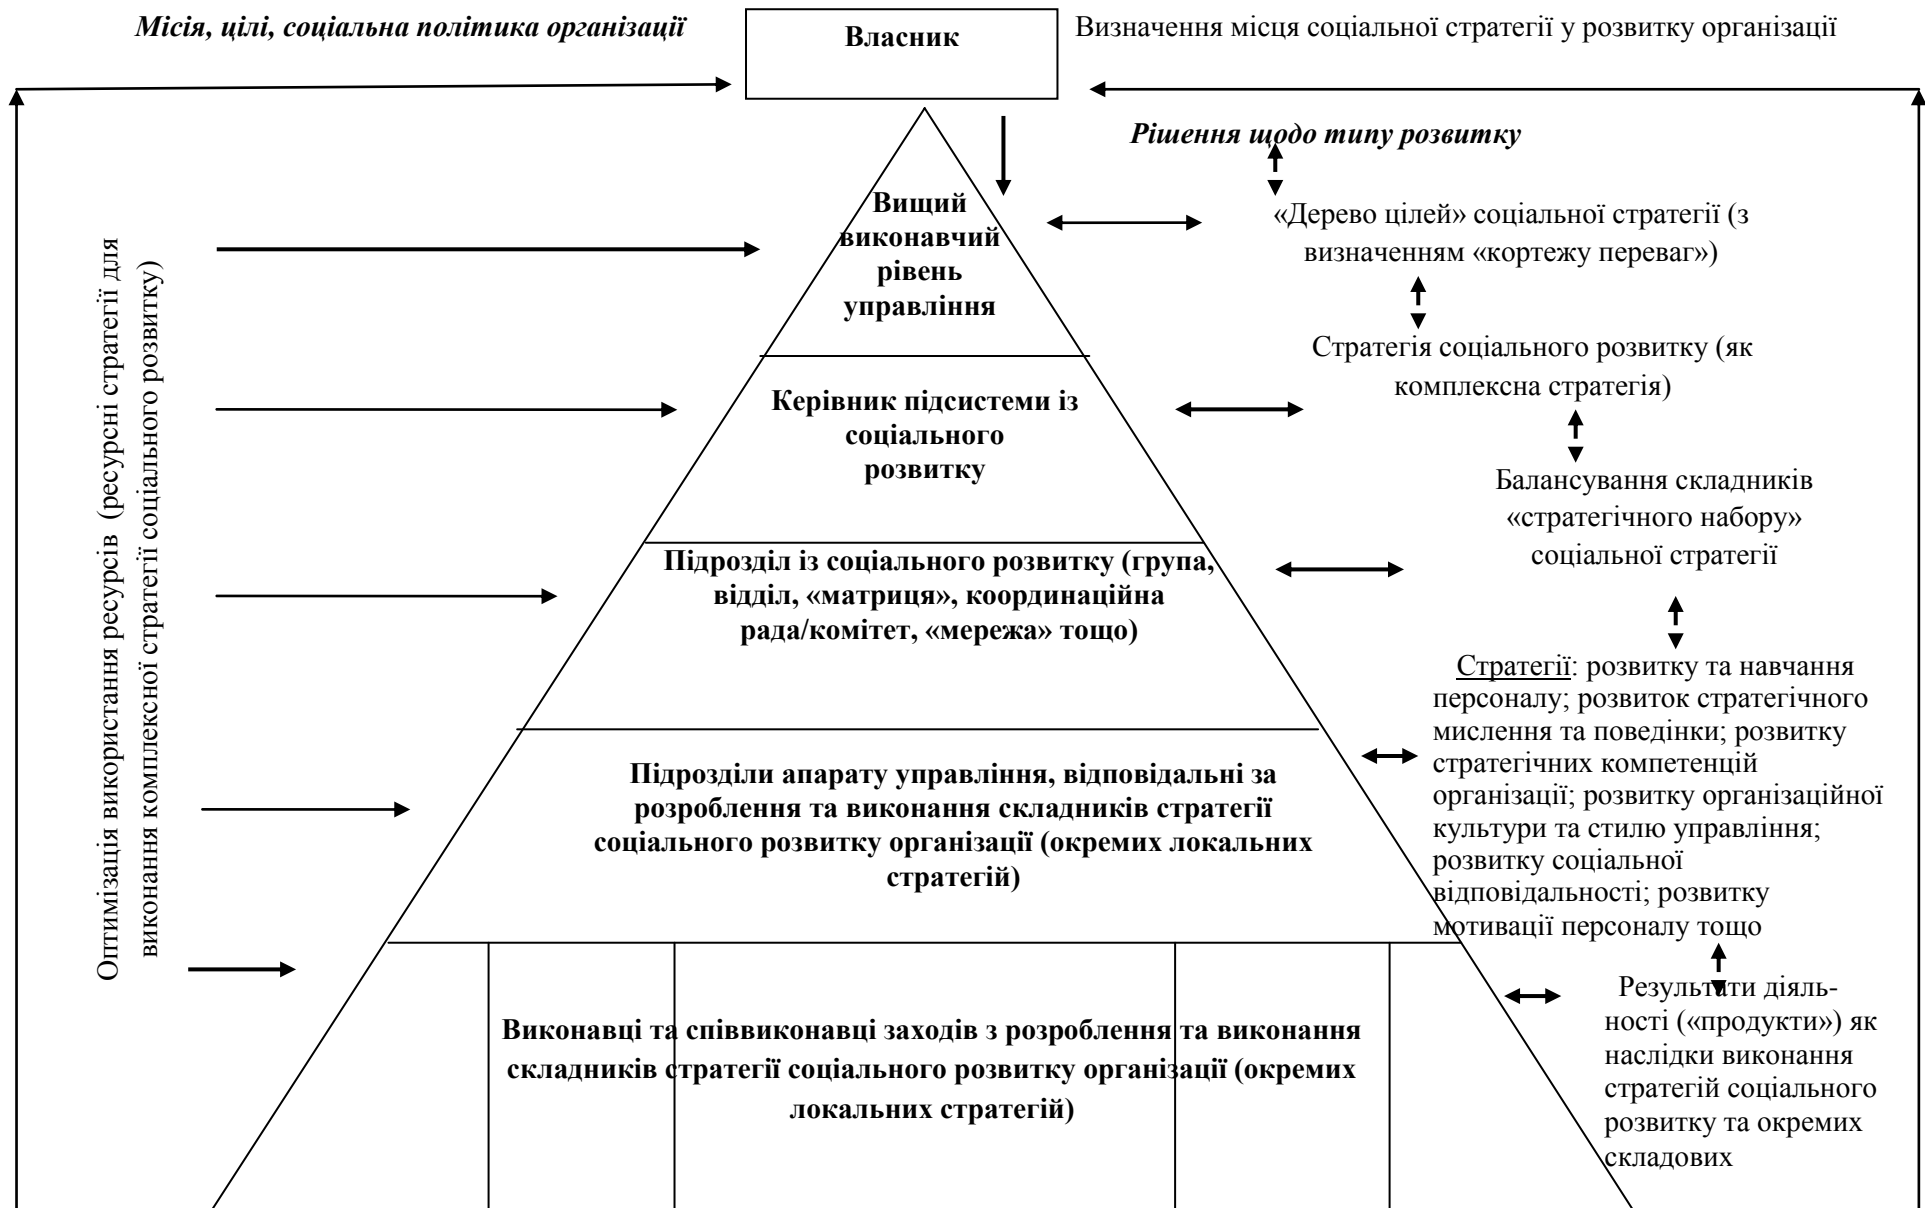 Місія, цілі, соціальна політика організації
Власник
Визначення місця соціальної стратегії у розвитку організації
Рішення щодо типу розвитку
Вищий
виконавчий
рівень
управління
«Дерево цілей» соціальної стратегії (з
визначенням «кортежу переваг»)
Стратегія соціального розвитку (як
комплексна стратегія)
Керівник підсистеми із
соціального
розвитку
Балансування складників
«стратегічного набору»
соціальної стратегії
Підрозділ із соціального розвитку (група,
відділ, «матриця», координаційна
рада/комітет, «мережа» тощо)
Стратегії: розвитку та навчання
персоналу; розвиток стратегічного
мислення та поведінки; розвитку
стратегічних компетенцій
організації; розвитку організаційної
культури та стилю управління;
розвитку соціальної
відповідальності; розвитку
мотивації персоналу тощо
Підрозділи апарату управління, відповідальні за
розроблення та виконання складників стратегії
соціального розвитку організації (окремих локальних
стратегій)
Результати діяль-
ності («продукти») як
наслідки виконання
стратегій соціального
розвитку та окремих
складових
Виконавці та співвиконавці заходів з розроблення та виконання
складників стратегії соціального розвитку організації (окремих
локальних стратегій)
Оптимізація використання ресурсів (ресурсні стратегії для
виконання комплексної стратегії соціального розвитку)